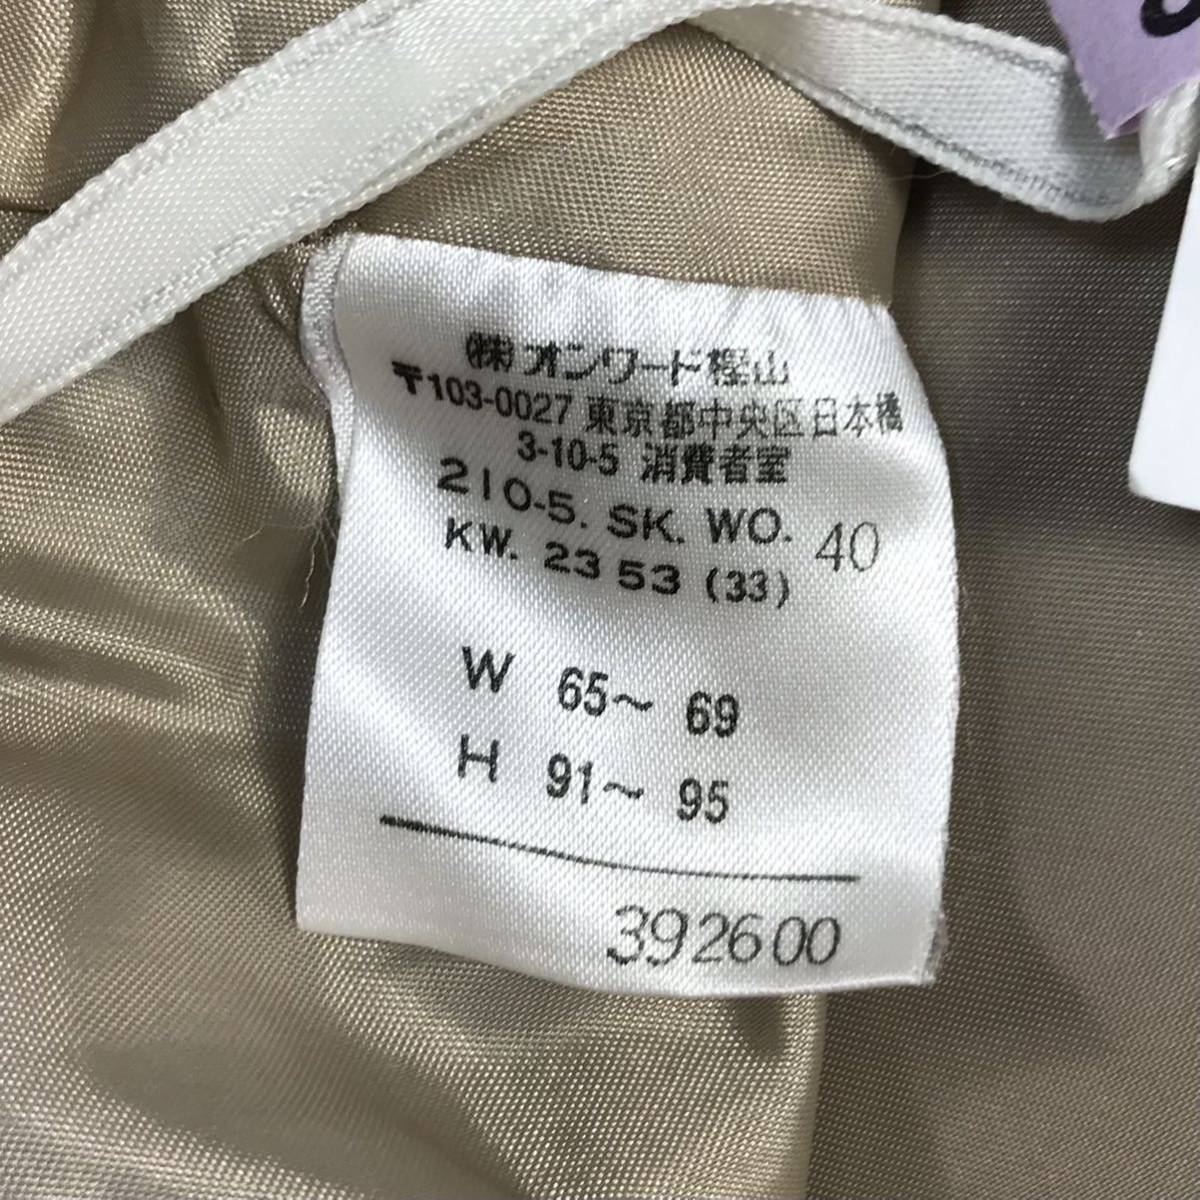 ㈱オンワード樫山
〒103-0027 東京都中央区日本橋
3-10-5 消費者室
210-5. SK. WO. 40
KW. 23 53 (33)
W 65～ 69
H 91～ 95
392600